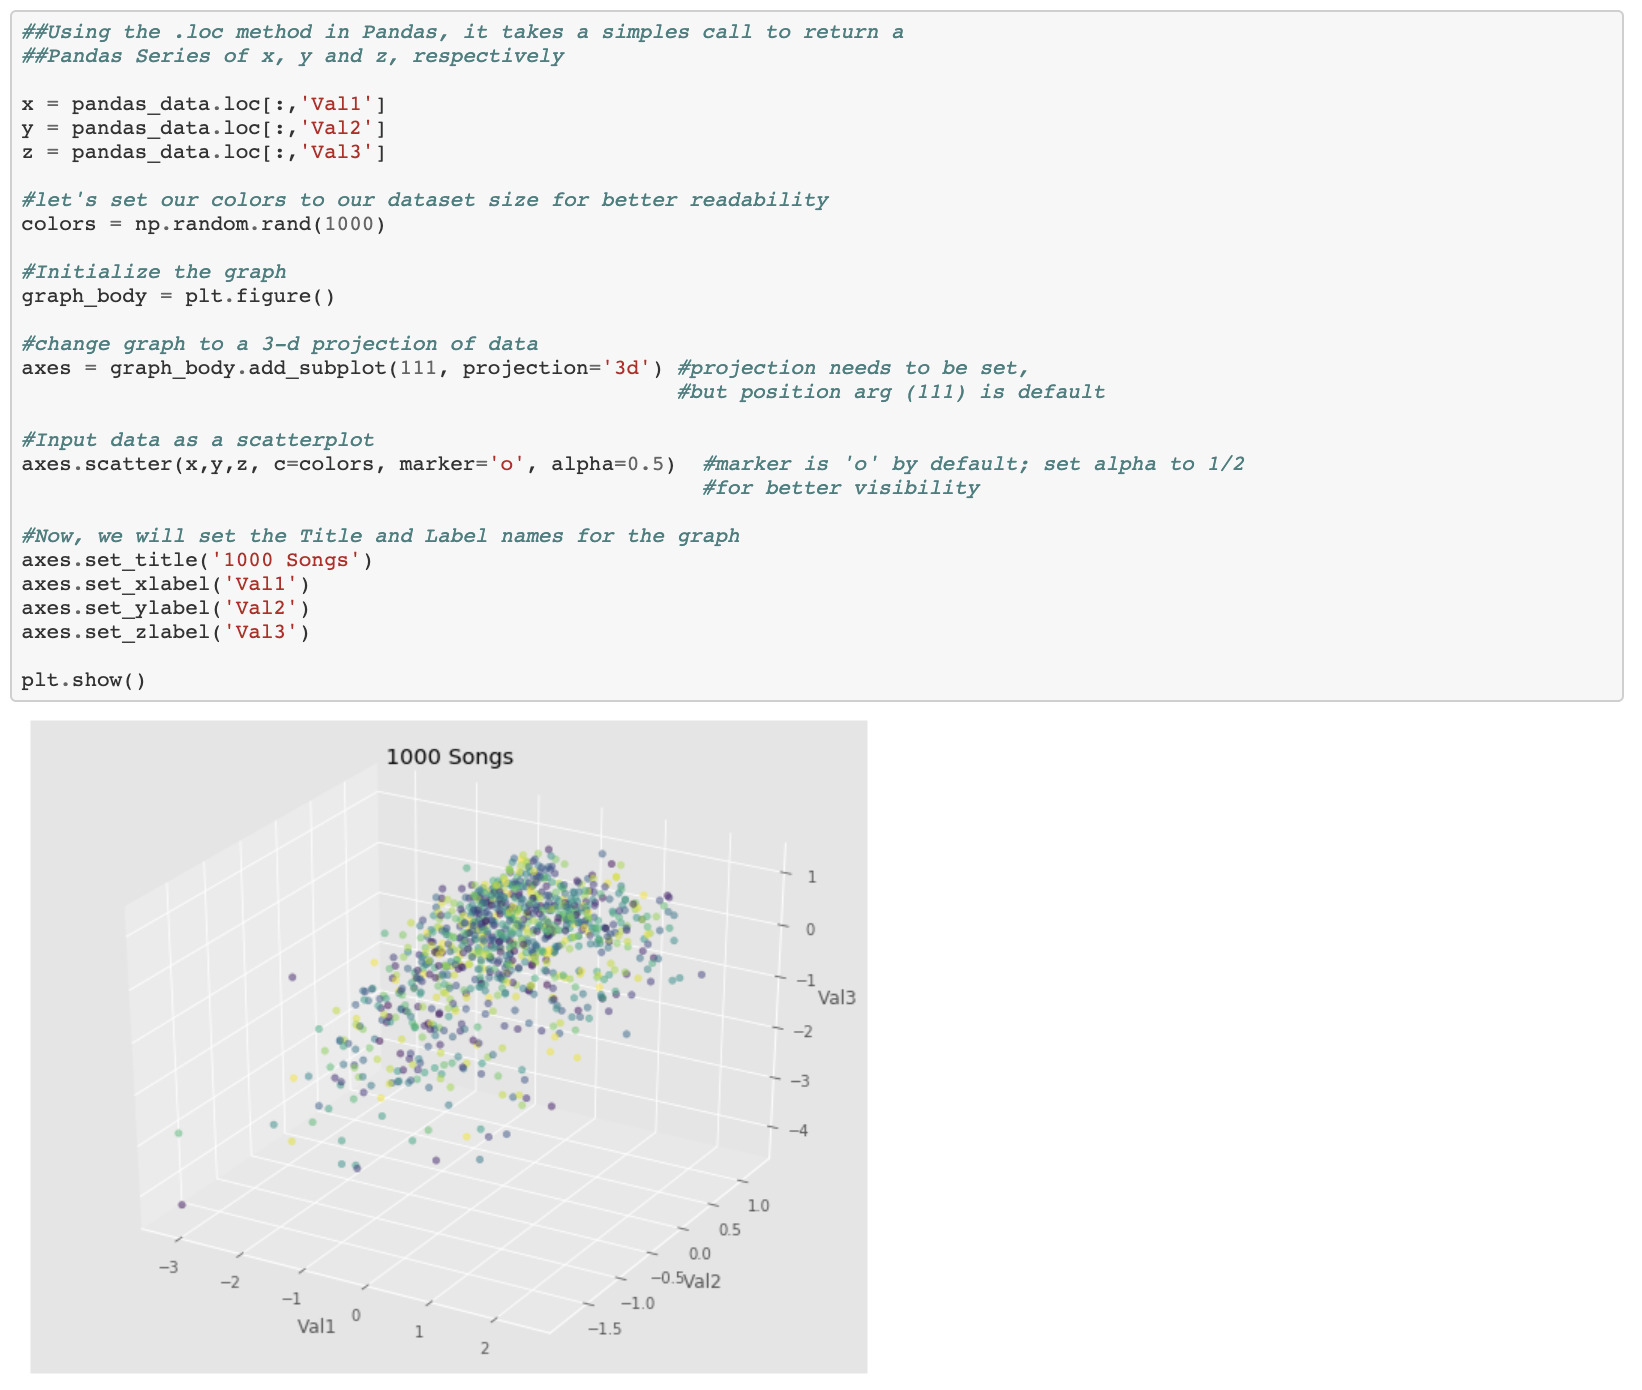 ##Using the .loc method in Pandas, it takes a simples call to return a
##Pandas Series of x, y and z, respectively
x = pandas_data.loc[:,'Val1']
y = pandas_data.loc[:,'Val2']
z = pandas_data.loc[:,'Val3']
#let's set our colors to our dataset size for better readability
colors = np.random.rand(1000)
#Initialize the graph
graph_body = plt.figure()
#change graph to a 3-d projection of data
axes = graph_body.add_subplot(111, projection='3d') #projection needs to be set,
#but position arg (111) is default
#Input data as a scatterplot
axes.scatter(x,y,z, c=colors, marker='o', alpha=0.5)  #marker is 'o' by default; set alpha to 1/2
#for better visibility
#Now, we will set the Title and Label names for the graph
axes.set_title('1000 Songs')
axes.set_xlabel('Val1')
axes.set_ylabel('Val2')
axes.set_zlabel('Val3')
plt.show()
1000 Songs
1
0
−1
Val3
−2
−3
−4
1.0
0.5
0.0
−0.5
Val2
−1.0
−1.5
−3
−2
−1
0
1
2
Val1